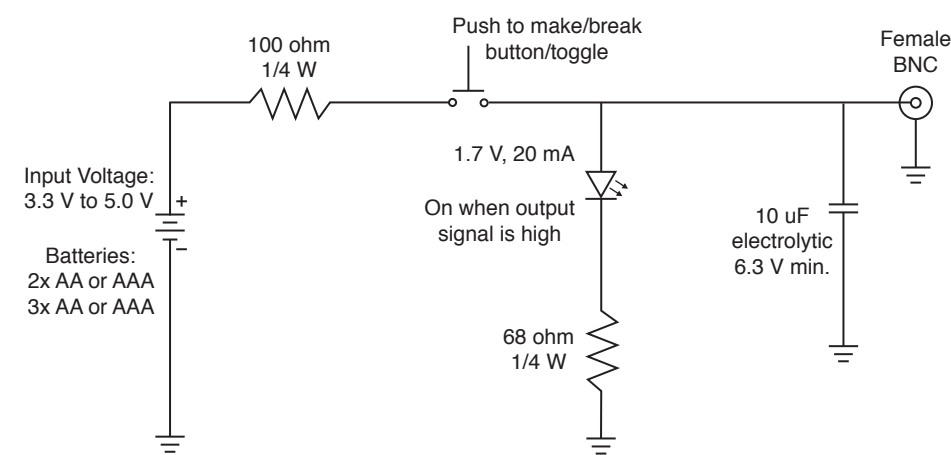 Push to make/break
button/toggle
100 ohm
1/4 W
Female
BNC
1.7 V, 20 mA
Input Voltage:
3.3 V to 5.0 V
+
On when output
signal is high
10 uF
electrolytic
6.3 V min.
–
Batteries:
2x AA or AAA
3x AA or AAA
68 ohm
1/4 W